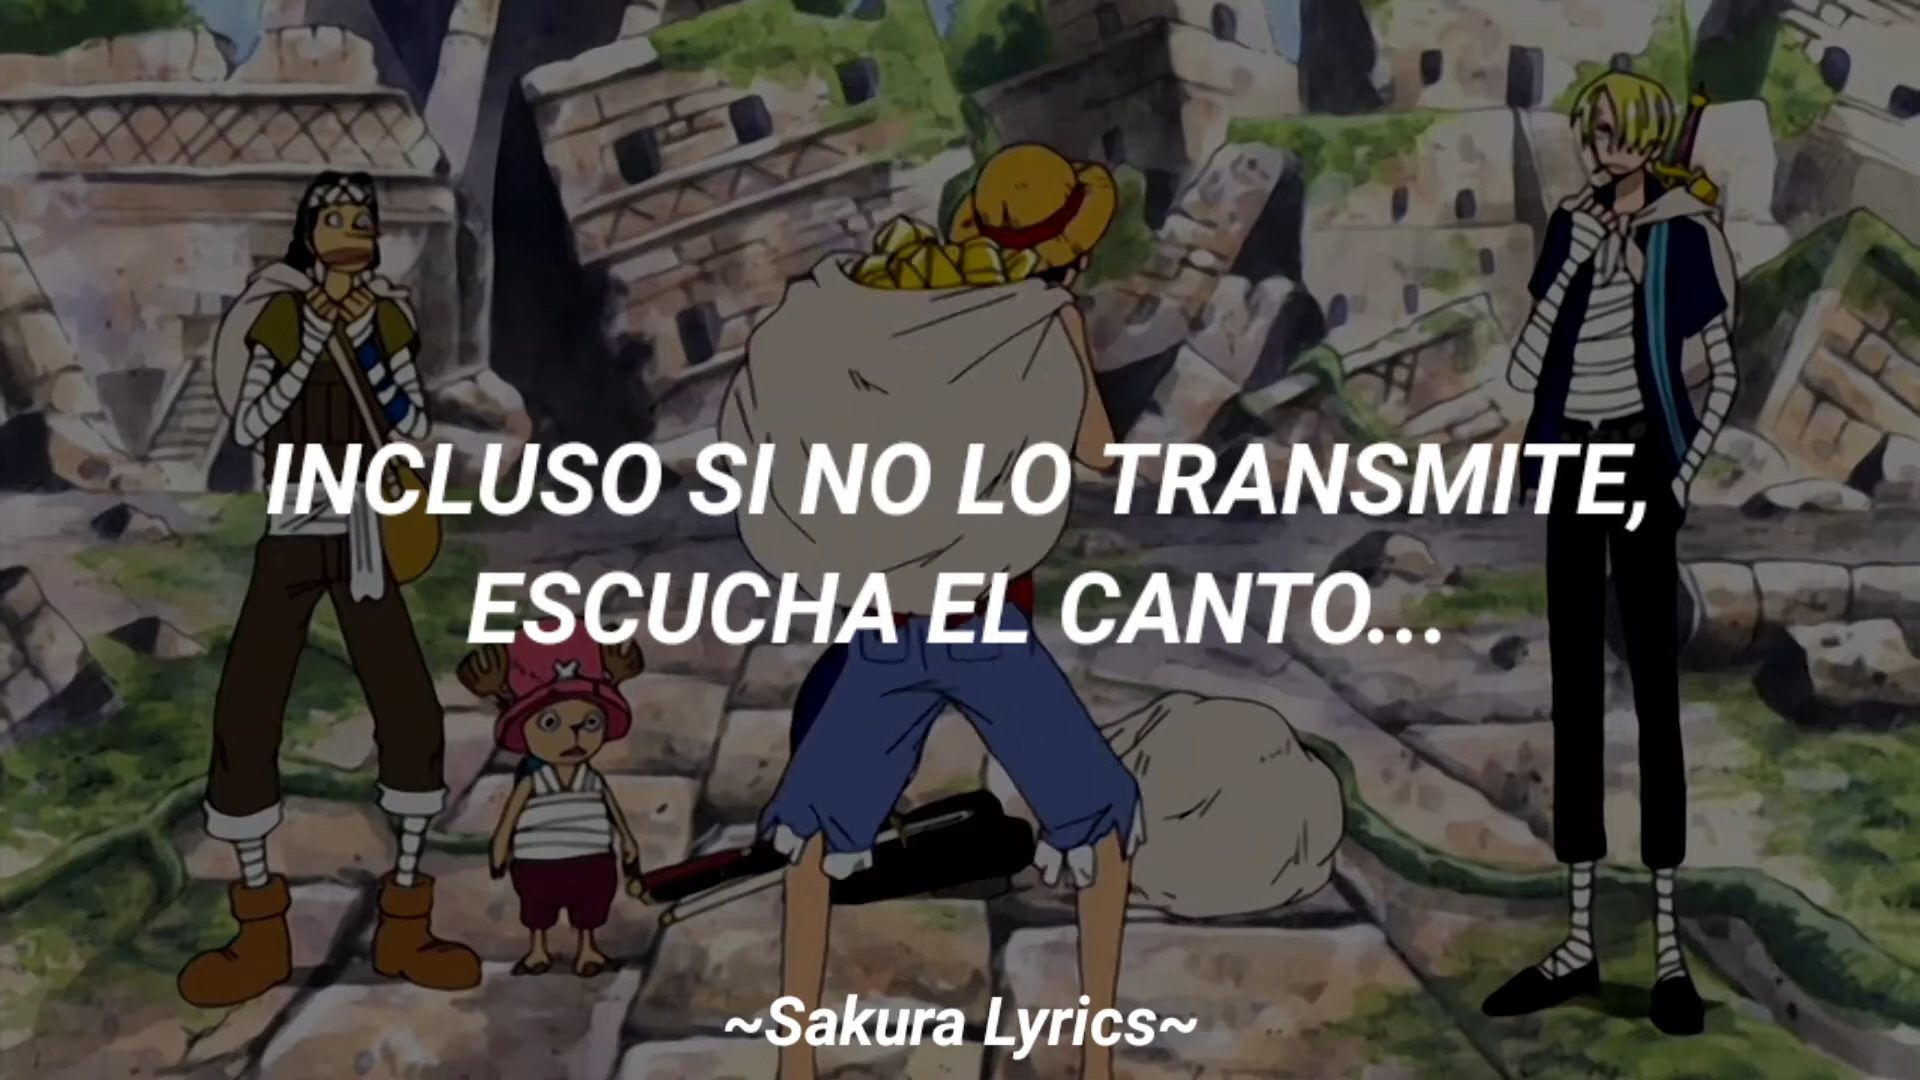 INCLUSO SI NO LO TRANSMITE,
ESCUCHA EL CANTO...
~Sakura Lyrics~